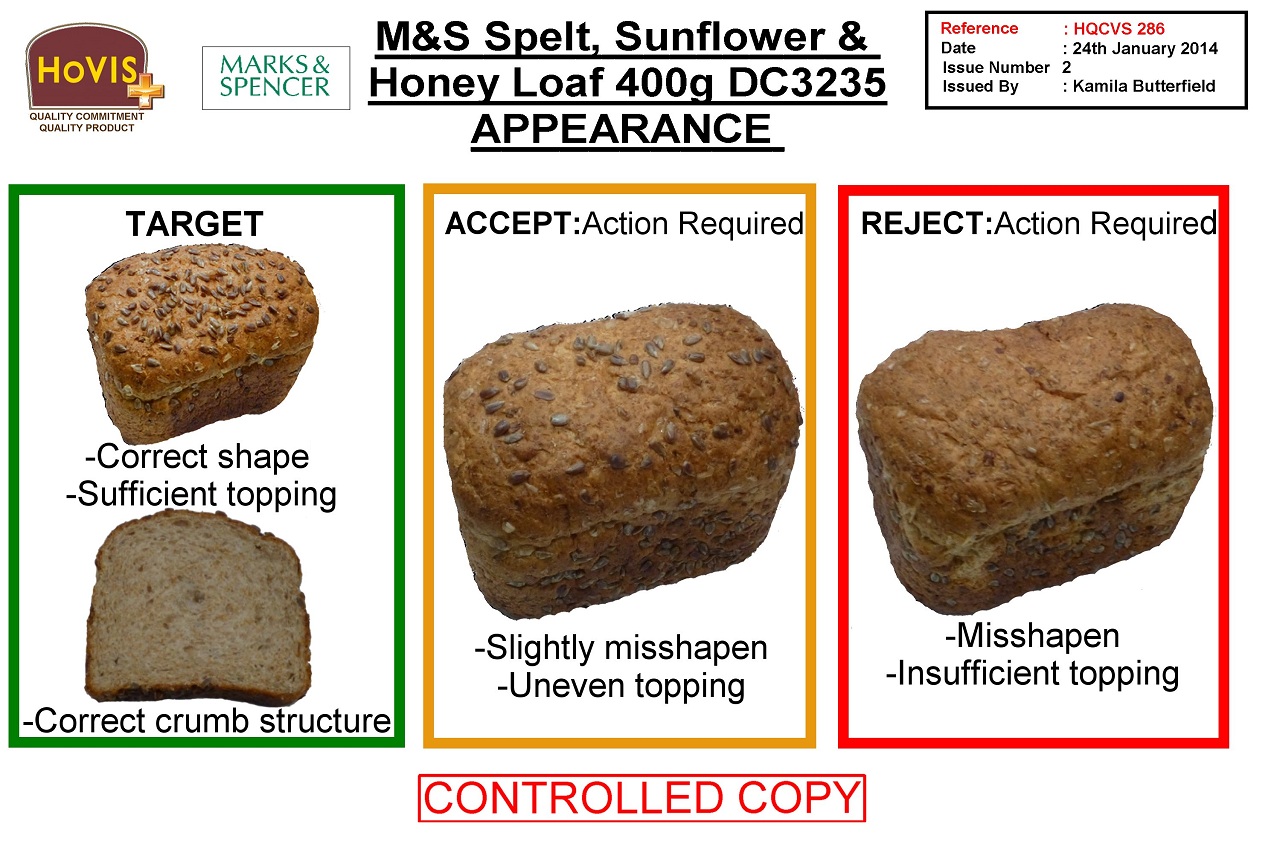 HOVIS
QUALITY COMMITMENT
QUALITY PRODUCT
MARKS &
SPENCER
M&S Spelt, Sunflower &
Honey Loaf 400g DC3235
APPEARANCE
Reference : HQCVS 286
Date : 24th January 2014
Issue Number 2
Issued By : Kamila Butterfield
TARGET
-Correct shape
-Sufficient topping
-Correct crumb structure
ACCEPT:Action Required
-Slightly misshapen
-Uneven topping
REJECT:Action Required
-Misshapen
-Insufficient topping
CONTROLLED COPY